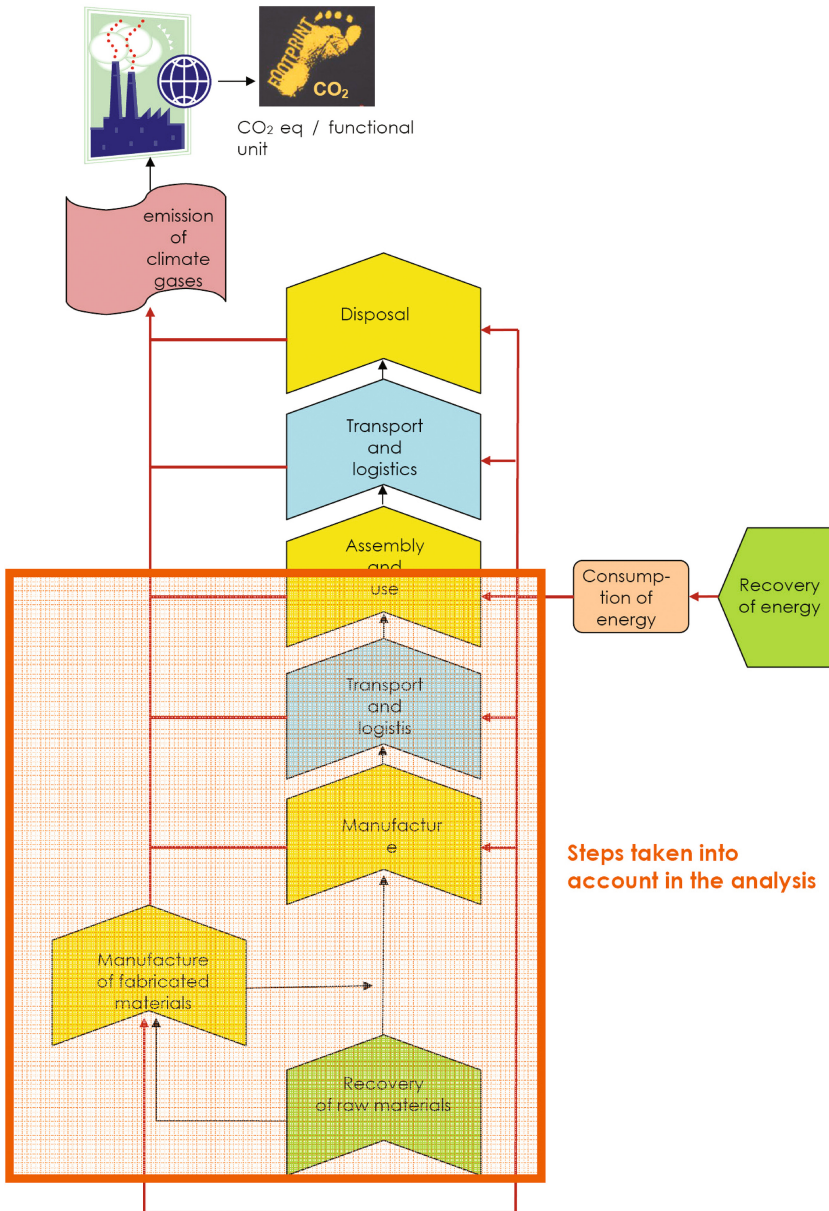 FOOTPRINT
CO₂
CO₂ eq / functional
unit
emission
of
climate
gases
Disposal
Transport
and
logistics
Assembly
and
use
Consump-
tion of
energy
Recovery
of energy
Transport
and
logistis
Manufactur
e
Steps taken into
account in the analysis
Manufacture
of fabricated
materials
Recovery
of raw materials